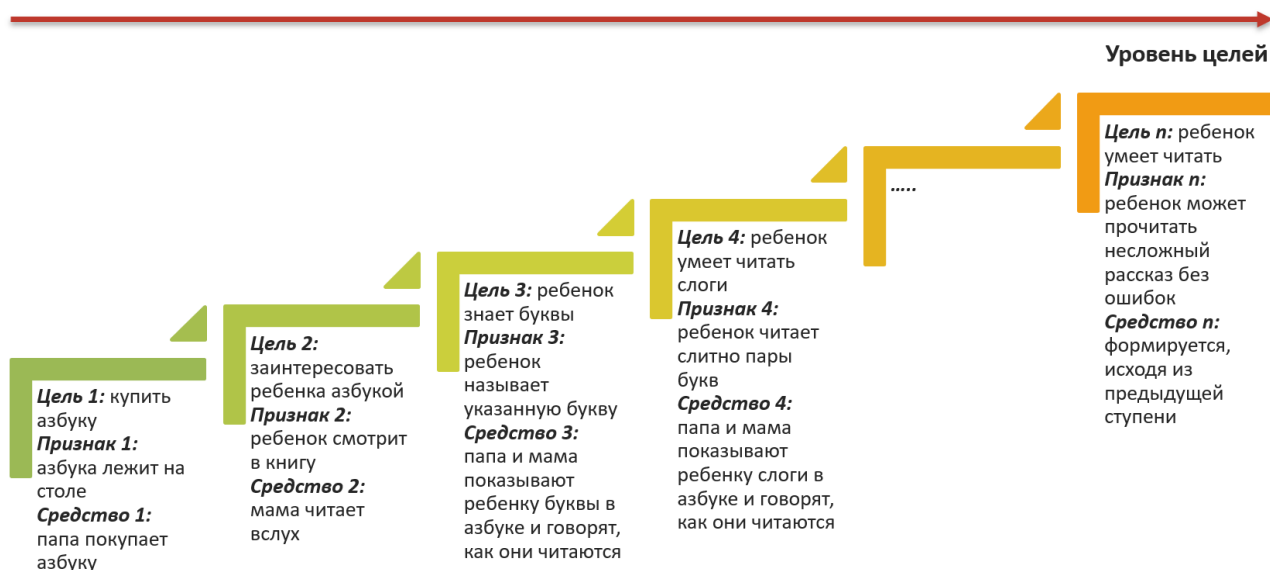 Уровень целей
Цель 1: купить
азбуку
Признак 1:
азбука лежит на
столе
Средство 1:
папа покупает
азбуку
Цель 2:
заинтересовать
ребенка азбукой
Признак 2:
ребенок смотрит
в книгу
Средство 2:
мама читает
вслух
Цель 3: ребенок
знает буквы
Признак 3:
ребенок
называет
указанную букву
Средство 3:
папа и мама
показывают
ребенку буквы в
азбуке и говорят,
как они читаются
Цель 4: ребенок
умеет читать
слоги
Признак 4:
ребенок читает
слитно пары
букв
Средство 4:
папа и мама
показывают
ребенку слоги в
азбуке и говорят,
как они читаются
…..
Цель n: ребенок
умеет читать
Признак n:
ребенок может
прочитать
несложный
рассказ без
ошибок
Средство n:
формируется,
исходя из
предыдущей
ступени